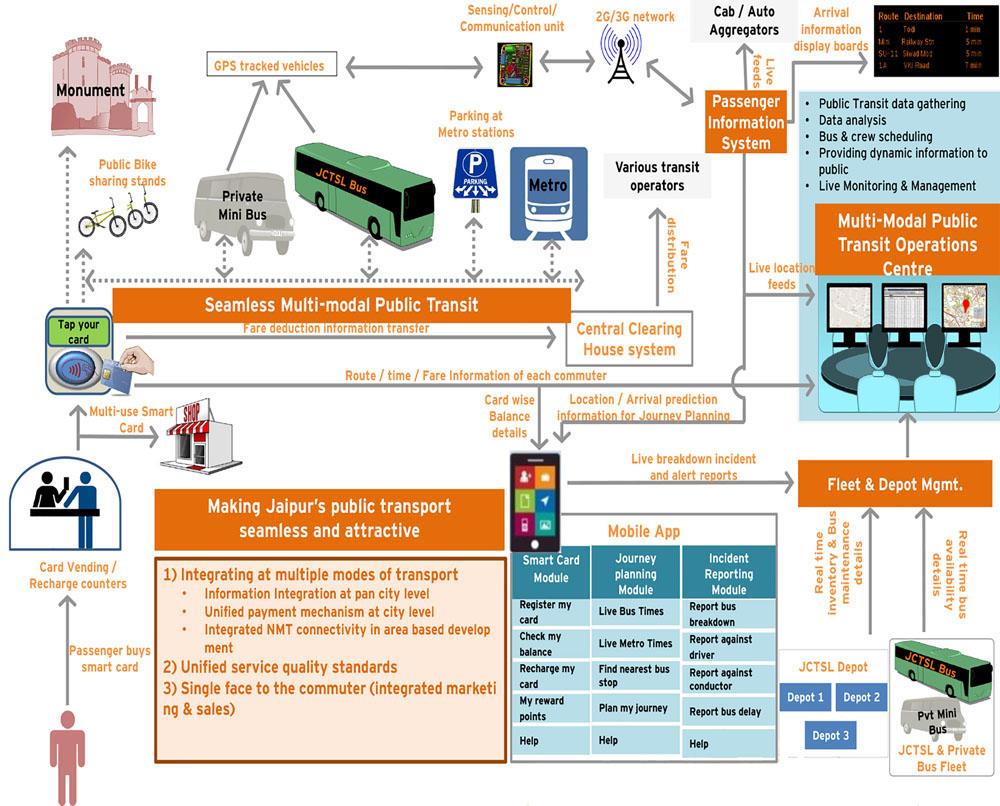 Sensing/Control/
Communication unit
2G/3G network
Cab / Auto
Aggregators
Arrival
information
display boards
Route Destination Time
1 Todi 1 min
Mini Railway Stn 3 min
5 min
1A VKI Road 7 min
Monument
GPS tracked vehicles
Live
feeds
Passenger
Information
System
• Public Transit data gathering
• Data analysis
• Bus & crew scheduling
• Providing dynamic information to
public
• Live Monitoring & Management
Public Bike
sharing stands
Private
Mini Bus
JCTSL Bus
Parking at
Metro stations
P
PARKING
Metro
Various transit
operators
Fare
distribution
Multi-Modal Public
Transit Operations
Centre
Live location
feeds
Seamless Multi-modal Public Transit
Tap your
card
Fare deduction information transfer
Central Clearing
House system
Route / time / Fare Information of each commuter
Card wise
Balance
details
Location / Arrival prediction
information for Journey Planning
Multi-use Smart
Card
SHOP
Live breakdown incident
and alert reports
Fleet & Depot Mgmt.
Making Jaipur's public transport
seamless and attractive
Card Vending /
Recharge counters
1) Integrating at multiple modes of transport
• Information Integration at pan city level
• Unified payment mechanism at city level
• Integrated NMT connectivity in area based develop
ment
2) Unified service quality standards
3) Single face to the commuter (integrated marketi
ng & sales)
Passenger buys
smart card
Mobile App
Smart Card
Module
Journey
planning
Module
Incident
Reporting
Module
Register my
card
Live Bus Times
Report bus
breakdown
Check my
balance
Live Metro Times
Report against
driver
Recharge my
card
Find nearest bus
stop
Report against
conductor
My reward
points
Plan my journey
Report bus delay
Help
Help
Help
Real time
inventory & Bus
maintenance
details
Real time bus
availability
details
JCTSL Depot
Depot 1
Depot 2
Depot 3
JCTSL Bus
Pvt Mini
Bus
JCTSL & Private
Bus Fleet